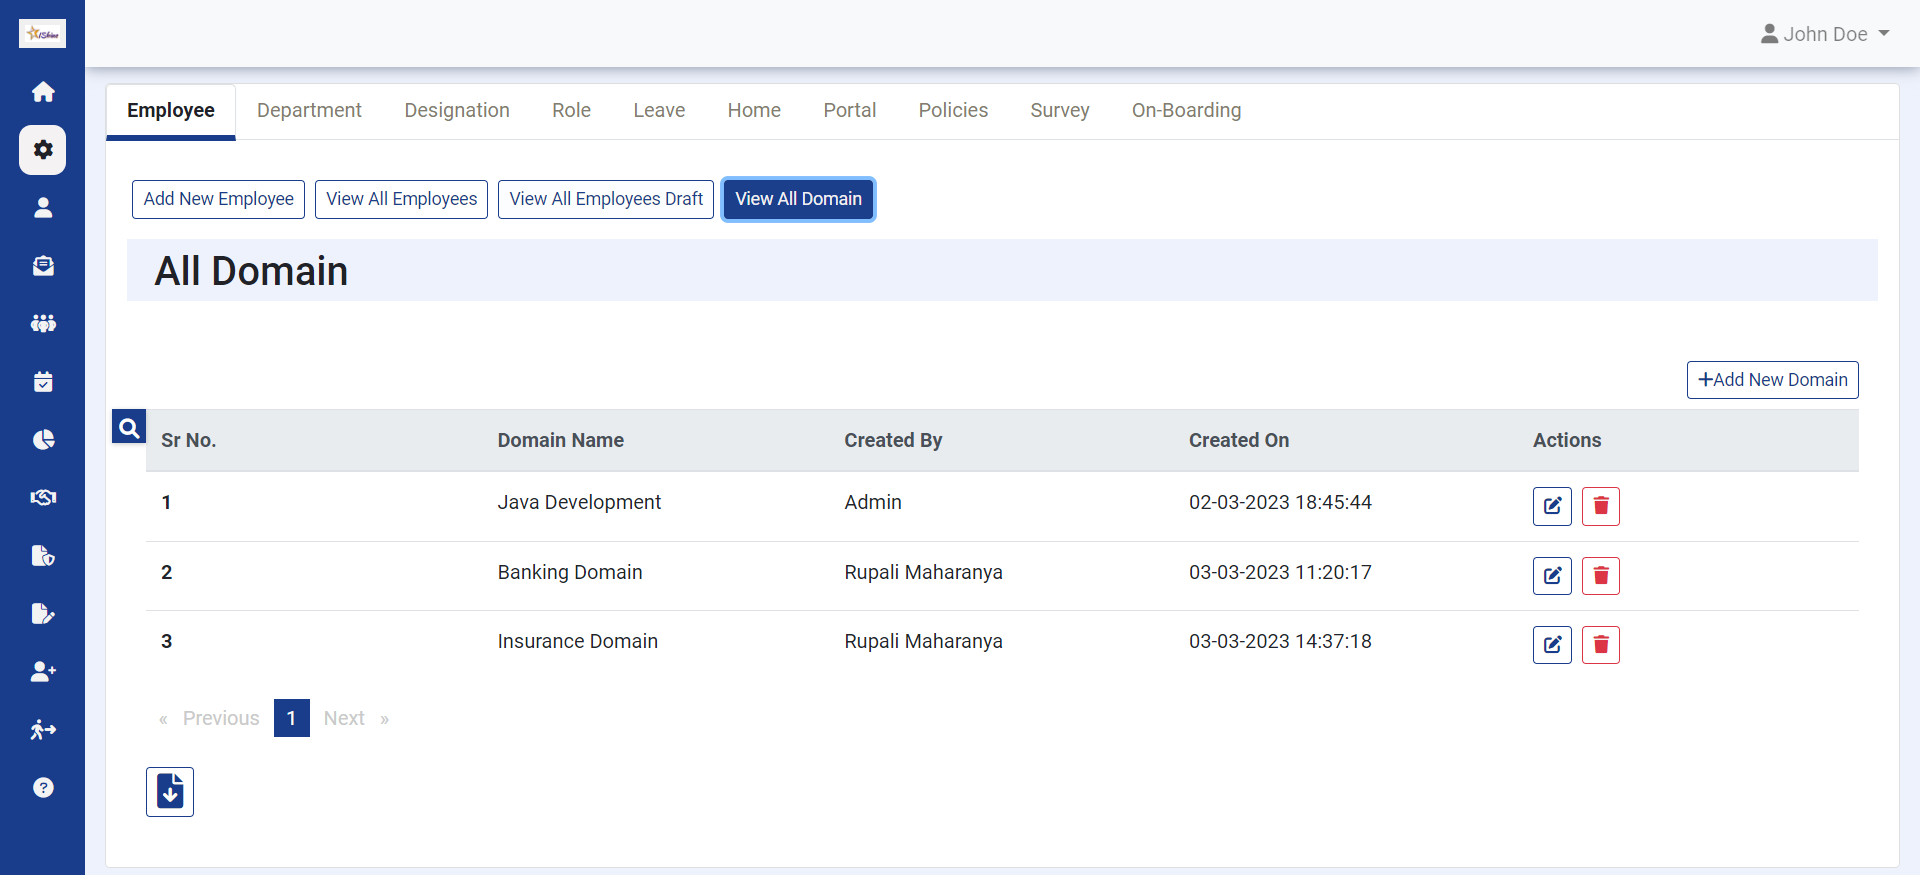 iShine
John Doe
Employee Department Designation Role Leave Home Portal Policies Survey On-Boarding
Add New Employee View All Employees View All Employees Draft View All Domain
All Domain
+Add New Domain
Sr No. Domain Name Created By Created On Actions
1 Java Development Admin 02-03-2023 18:45:44
2 Banking Domain Rupali Maharanya 03-03-2023 11:20:17
3 Insurance Domain Rupali Maharanya 03-03-2023 14:37:18
« Previous 1 Next »